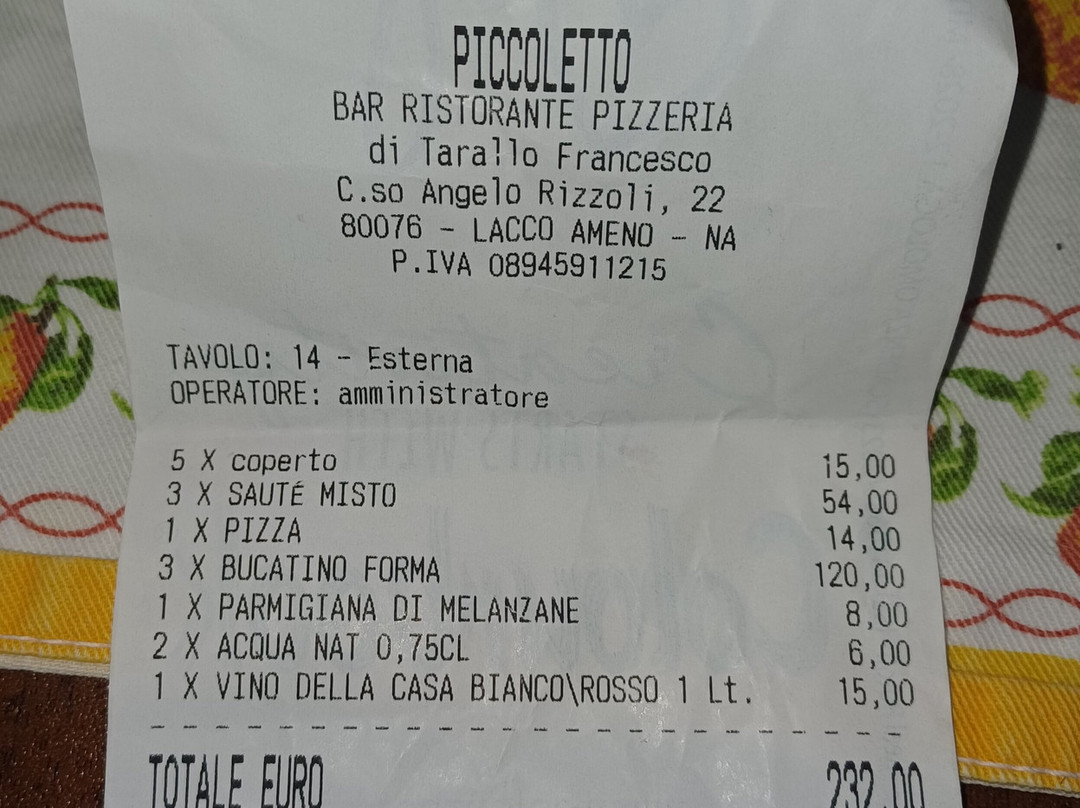 PICCOLETTO
BAR RISTORANTE PIZZERIA
di Tarallo Francesco
C.so Angelo Rizzoli, 22
80076 - LACCO AMENO - NA
P.IVA 08945911215
TAVOLO: 14 - Esterna
OPERATORE: amministratore
5 X coperto 15,00
3 X SAUTÉ MISTO 54,00
1 X PIZZA 14,00
3 X BUCATINO FORMA 120,00
1 X PARMIGIANA DI MELANZANE 8,00
2 X ACQUA NAT 0,75CL 6,00
1 X VINO DELLA CASA BIANCO\ROSSO 1 Lt. 15,00
TOTALE EURO 232,00